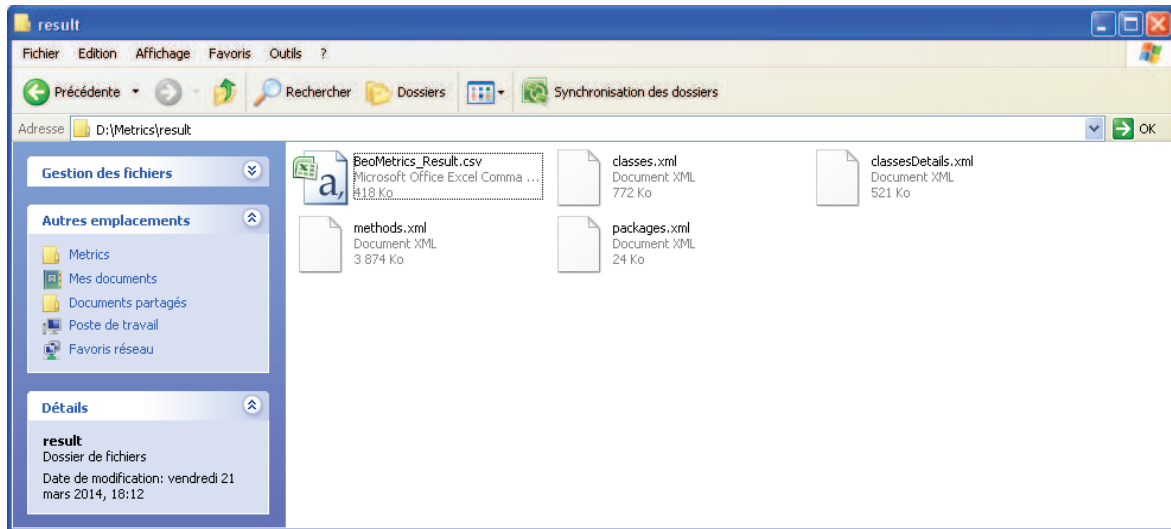 result
Fichier Edition Affichage Favoris Outils ?
Précédente Rechercher Dossiers Synchronisation des dossiers
Adresse D:\Metrics\result OK
Gestion des fichiers
Autres emplacements
Metrics
Mes documents
Documents partagés
Poste de travail
Favoris réseau
Détails
result
Dossier de fichiers
Date de modification: vendredi 21
mars 2014, 18:12
a,
BeoMetrics_Result.csv
Microsoft Office Excel Comma ...
418 Ko
classes.xml
Document XML
772 Ko
classesDetails.xml
Document XML
521 Ko
methods.xml
Document XML
3 874 Ko
packages.xml
Document XML
24 Ko